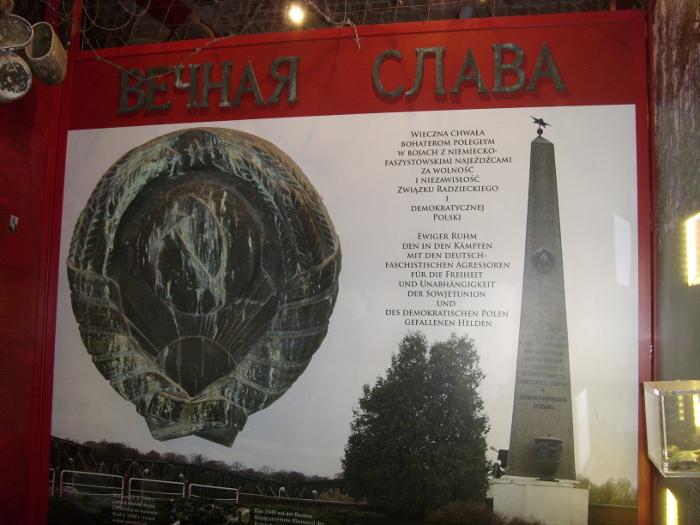 ВЕЧНАЯ СЛАВА
Wieczna chwała
bohaterom poległym
w bojach z niemiecko-
faszystowskimi najeźdźcami
za wolność
i niezawisłość
Związku Radzieckiego
i
demokratycznej
Polski
Ewiger Ruhm
den in den Kämpfen
mit den deutsch-
faschistischen Agressoren
für die Freiheit
und Unabhängigkeit
der Sowjetunion
und
des demokratischen Polen
gefallenen Helden